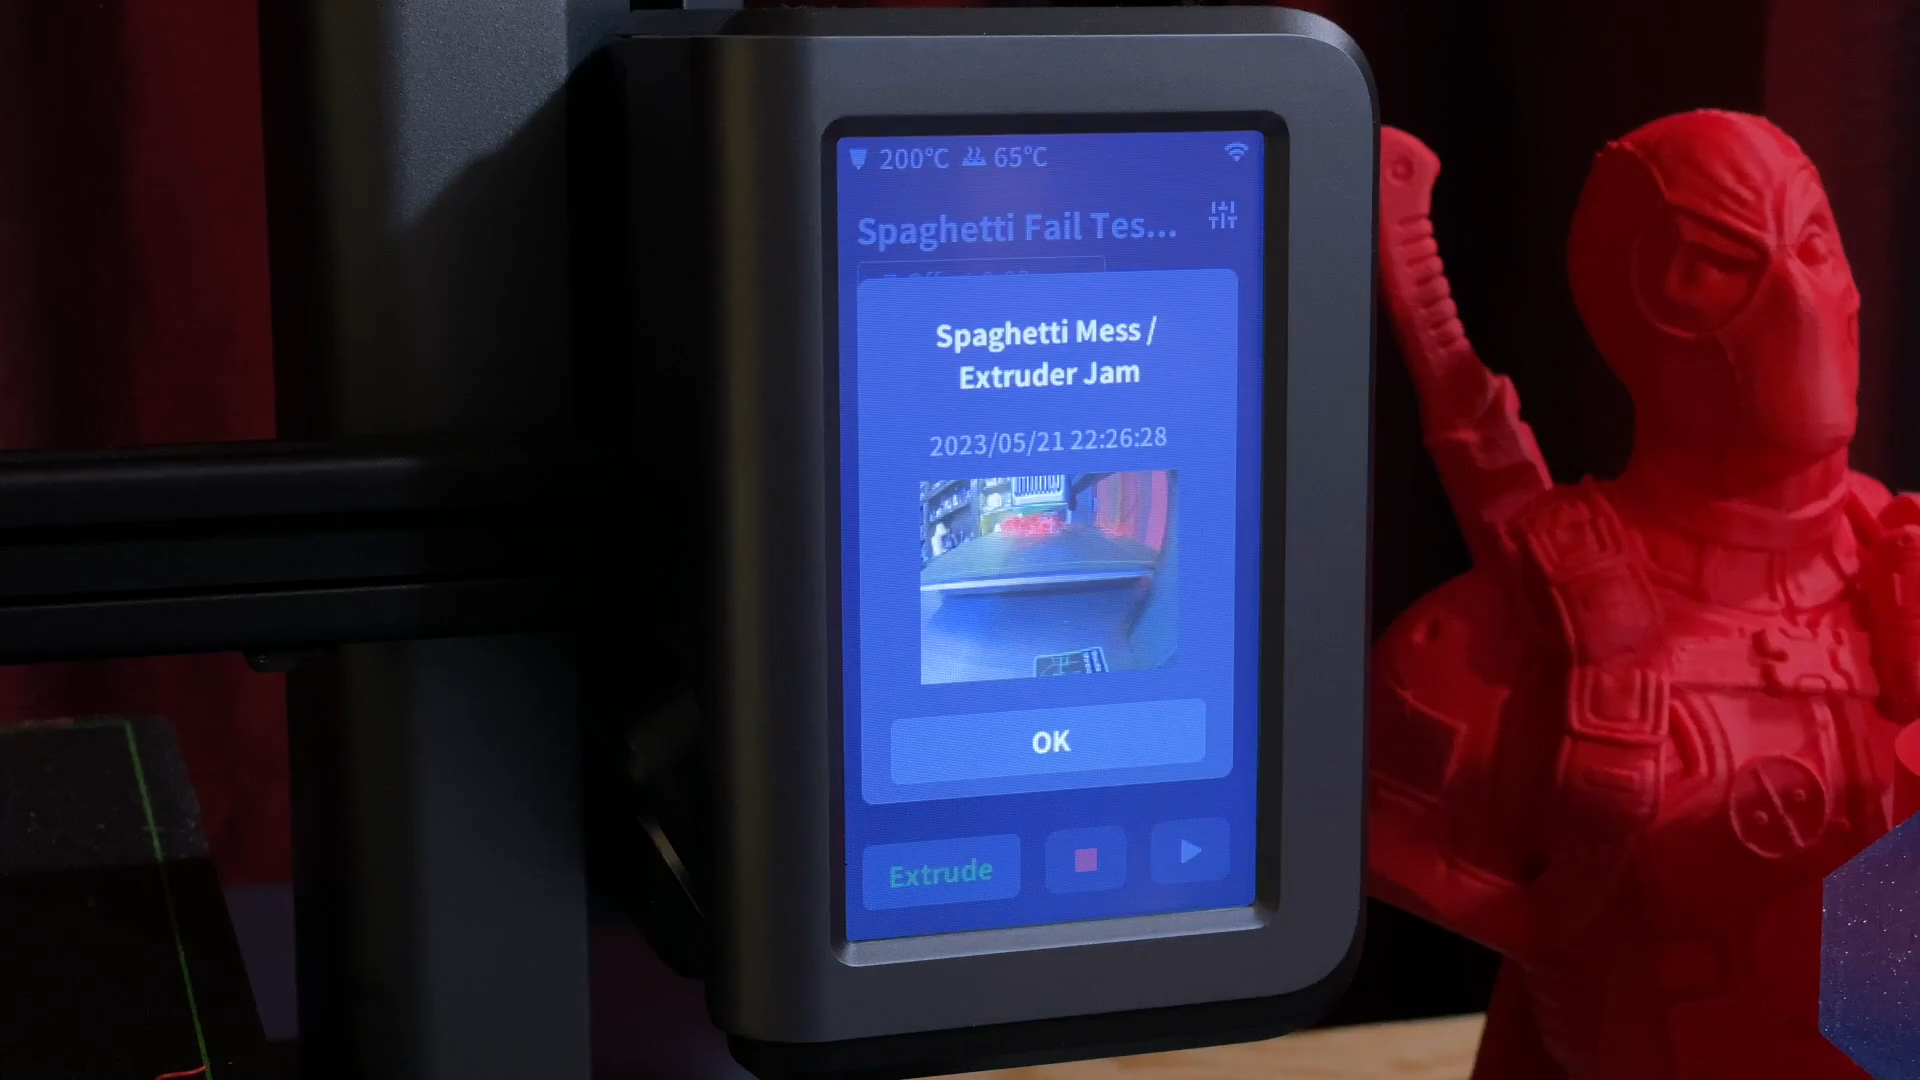 200°C 65°C
Spaghetti Fail Tes...
Spaghetti Mess /
Extruder Jam
2023/05/21 22:26:28
OK
Extrude